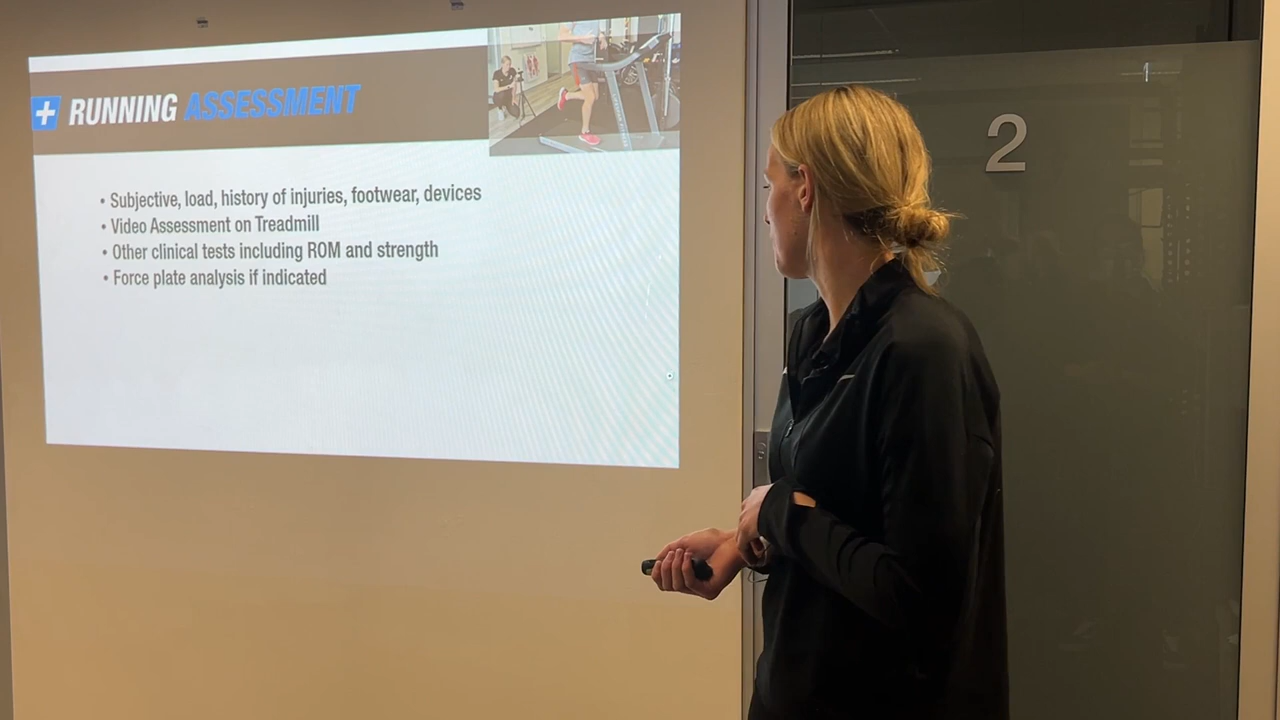 RUNNING ASSESSMENT
• Subjective, load, history of injuries, footwear, devices
• Video Assessment on Treadmill
• Other clinical tests including ROM and strength
• Force plate analysis if indicated
2